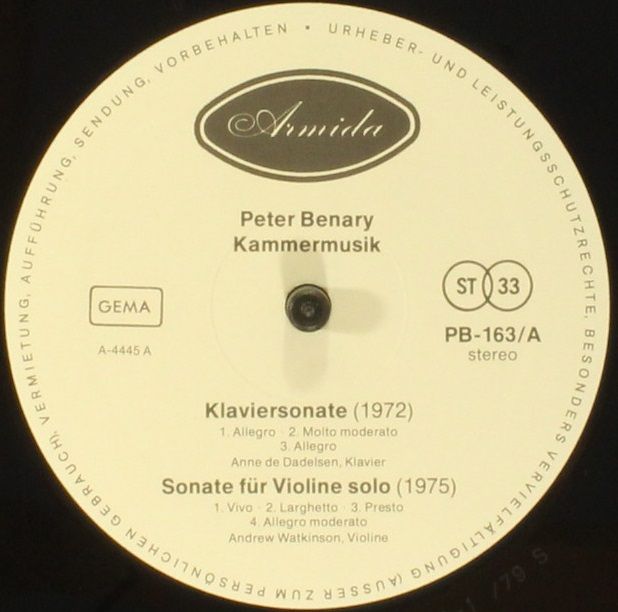 URHEBER- UND LEISTUNGSSCHUTZRECHTE, BESONDERS VERVIELFÄLTIGUNG (AUSSER ZUM PERSÖNLICHEN GEBRAUCH), VERMIETUNG, AUFFÜHRUNG, SENDUNG, VORBEHALTEN •
Armida
Peter Benary
Kammermusik
GEMA
A-4445 A
ST 33
PB-163/A
stereo
Klaviersonate (1972)
1. Allegro · 2. Molto moderato
3. Allegro
Anne de Dadelsen, Klavier
Sonate für Violine solo (1975)
1. Vivo · 2. Larghetto · 3. Presto
4. Allegro moderato
Andrew Watkinson, Violine